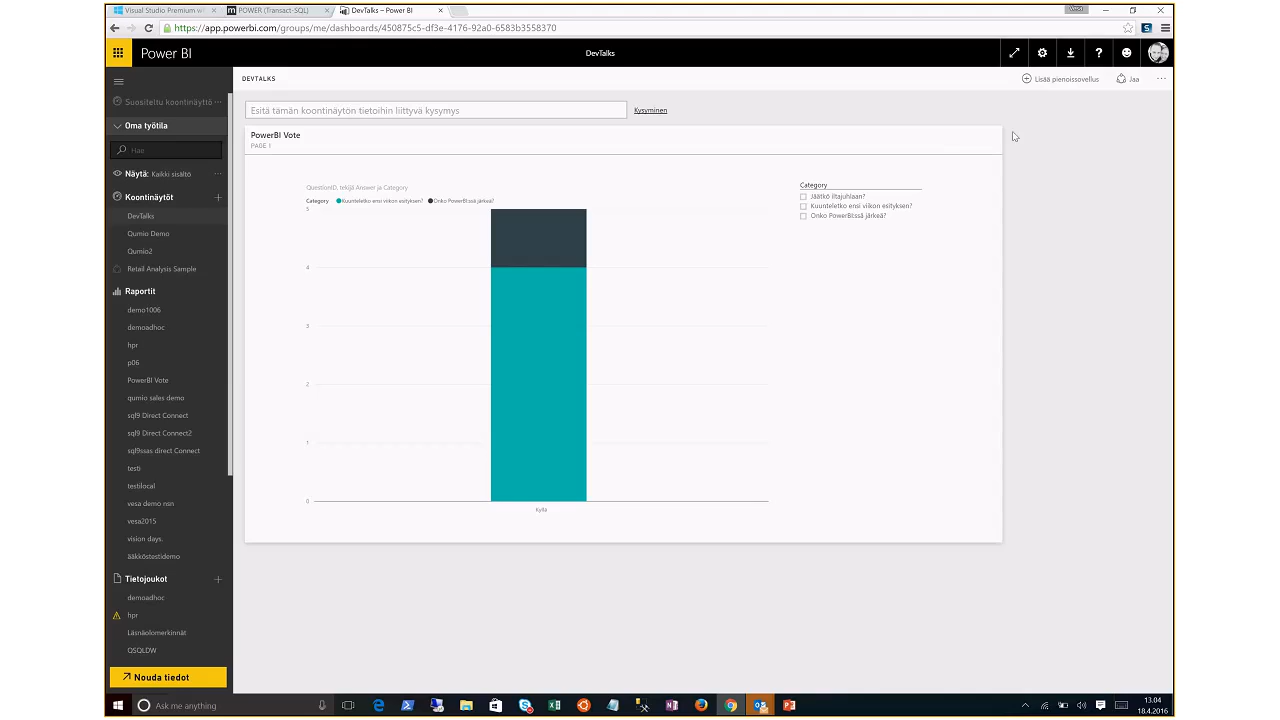 Visual Studio Premium wi
POWER (Transact-SQL)
DevTalks – Power BI
Vesa
https://app.powerbi.com/groups/me/dashboards/450875c5-df3e-4176-92a0-6583b3558370
Power BI
DevTalks
DEVTALKS
Lisää pienoissovellus
Jaa
Suositettu koontinäyttö
Oma työtila
Hae
Näytä: Kaikki sisältö
Koontinäytöt
DevTalks
Qumio Demo
Qumio2
Retail Analysis Sample
Raportit
demo1006
demoadhoc
hpr
p06
PowerBI Vote
qumio sales demo
sql9 Direct Connect
sql9 Direct Connect2
sql9ssas direct Connect
testi
testilocal
vesa demo nsn
vesa2015
vision days.
ääkköstestidemo
Tietojoukot
demoadhoc
hpr
Läsnäolomerkinnät
QSQLDW
Nouda tiedot
Esitä tämän koontinäytön tietoihin liittyvä kysymys
Kysyminen
PowerBI Vote
PAGE 1
QuestionID, tekijä Answer ja Category
Category Kuunteletko ensi viikon esityksen? Onko PowerBI:ssä järkeä?
5
4
3
2
1
0
Kyllä
Category
Jäätkö iltajuhlaan?
Kuunteletko ensi viikon esityksen?
Onko PowerBI:ssä järkeä?
Ask me anything
13.04
18.4.2016